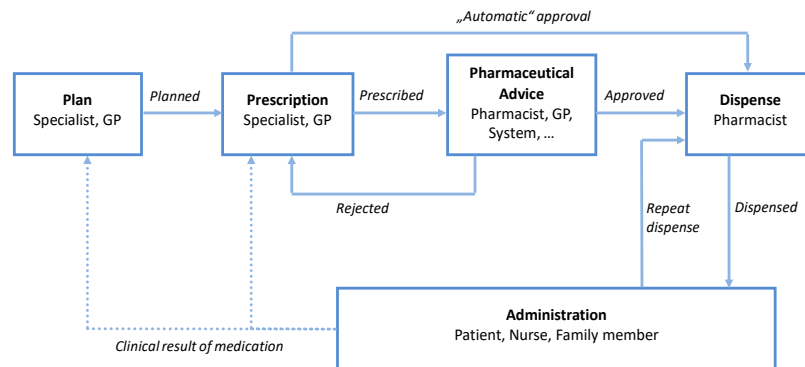 „Automatic“ approval
Plan
Specialist, GP
Planned
Prescription
Specialist, GP
Prescribed
Pharmaceutical
Advice
Pharmacist, GP,
System, ...
Approved
Dispense
Pharmacist
Rejected
Repeat
dispense
Dispensed
Administration
Patient, Nurse, Family member
Clinical result of medication